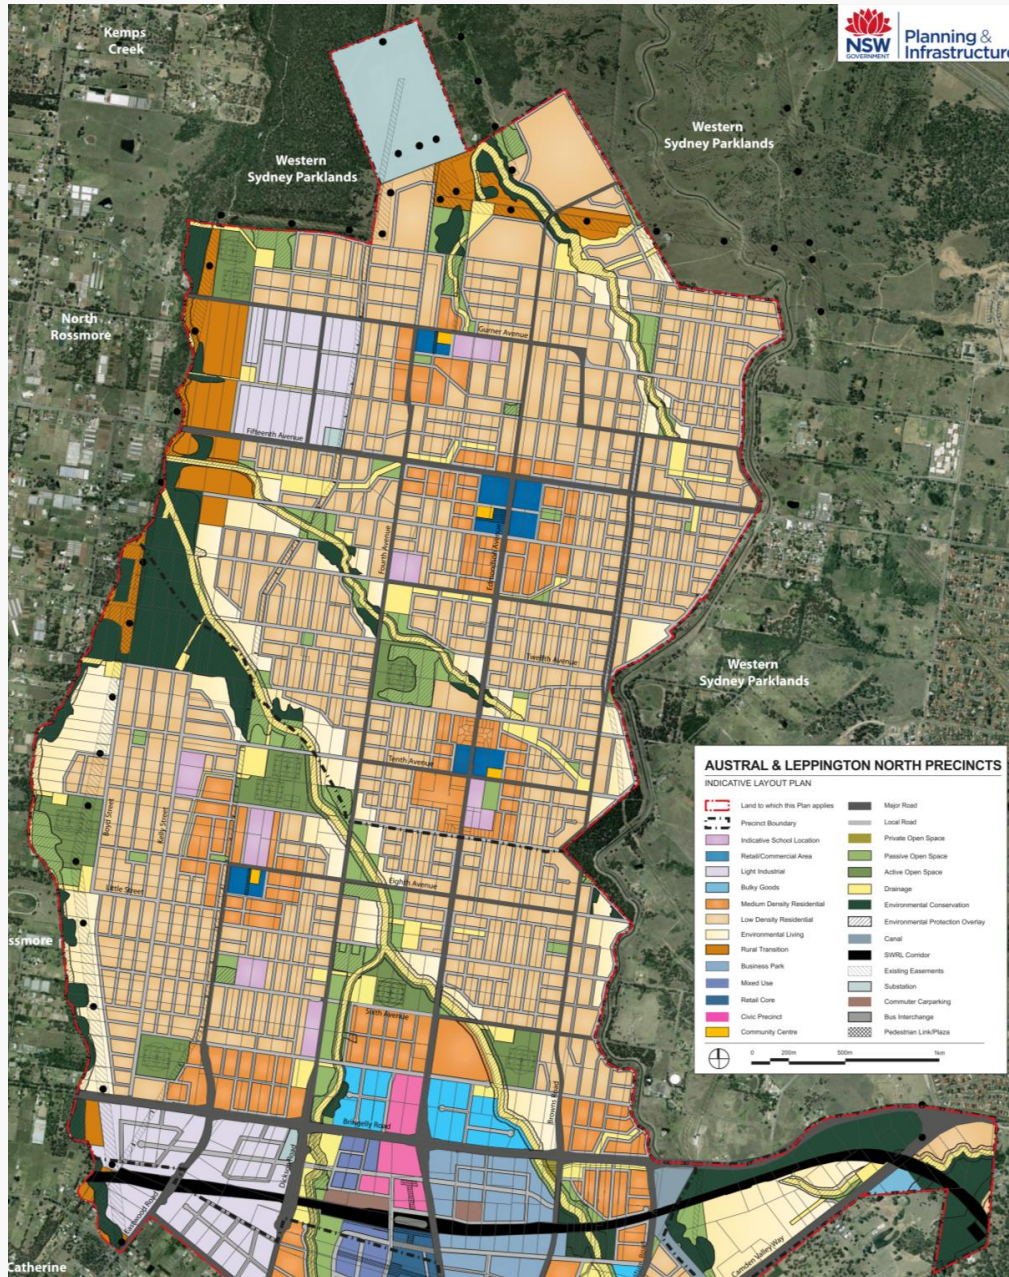 Kemps
Creek
NSW
GOVERNMENT
Planning &
Infrastructure
Western
Sydney Parklands
Western
Sydney Parklands
North
Rossmore
Gurner Avenue
Fifteenth Avenue
Fourth Avenue
Edmondson Avenue
Twelfth Avenue
Western
Sydney Parklands
Tenth Avenue
Boyd Street
Kelly Street
Eighth Avenue
Little Street
ssmore
Sixth Avenue
Browns Road
Bringelly Road
Dickson Road
Eastwood Road
Camden Valley Way
Catherine
AUSTRAL & LEPPINGTON NORTH PRECINCTS
INDICATIVE LAYOUT PLAN
Land to which this Plan applies
Precinct Boundary
Indicative School Location
Retail/Commercial Area
Light Industrial
Bulky Goods
Medium Density Residential
Low Density Residential
Environmental Living
Rural Transition
Business Park
Mixed Use
Retail Core
Civic Precinct
Community Centre
Major Road
Local Road
Private Open Space
Passive Open Space
Active Open Space
Drainage
Environmental Conservation
Environmental Protection Overlay
Canal
SWRL Corridor
Existing Easements
Substation
Commuter Carparking
Bus Interchange
Pedestrian Link/Plaza
0 200m 500m 1km